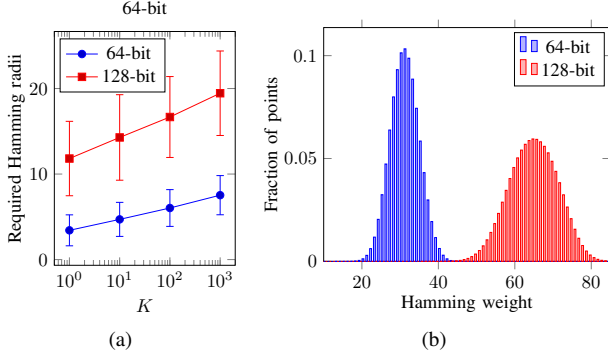 64-bit
Required Hamming radii
20
10
0
10^0
10^1
10^2
10^3
K
64-bit
128-bit
(a)
Fraction of points
0.1
0.05
0
20
40
60
80
Hamming weight
64-bit
128-bit
(b)